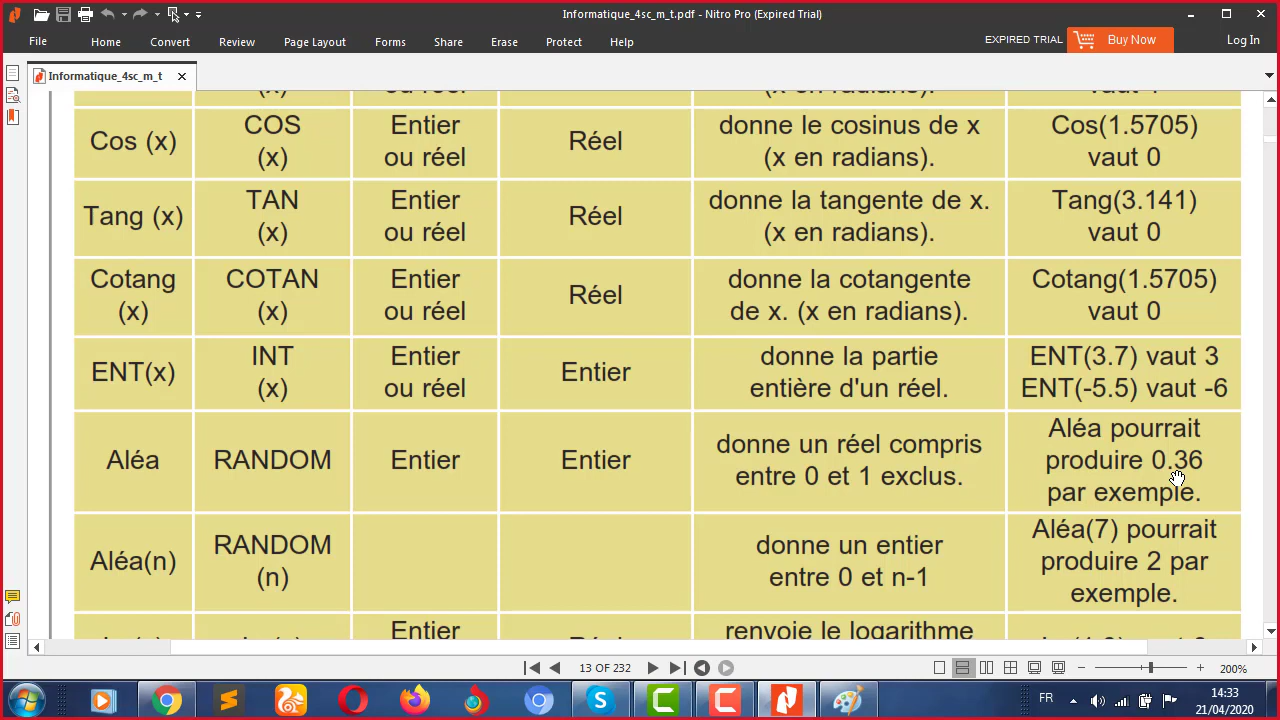 Informatique_4sc_m_t.pdf - Nitro Pro (Expired Trial)
File Home Convert Review Page Layout Forms Share Erase Protect Help EXPIRED TRIAL Buy Now Log In
Informatique_4sc_m_t
Cos (x)
COS
(x)
Entier
ou réel
Réel
donne le cosinus de x
(x en radians).
Cos(1.5705)
vaut 0
Tang (x)
TAN
(x)
Entier
ou réel
Réel
donne la tangente de x.
(x en radians).
Tang(3.141)
vaut 0
Cotang
(x)
COTAN
(x)
Entier
ou réel
Réel
donne la cotangente
de x. (x en radians).
Cotang(1.5705)
vaut 0
ENT(x)
INT
(x)
Entier
ou réel
Entier
donne la partie
entière d'un réel.
ENT(3.7) vaut 3
ENT(-5.5) vaut -6
Aléa
RANDOM
Entier
Entier
donne un réel compris
entre 0 et 1 exclus.
Aléa pourrait
produire 0.36
par exemple.
Aléa(n)
RANDOM
(n)
donne un entier
entre 0 et n-1
Aléa(7) pourrait
produire 2 par
exemple.
Entier
renvoie le logarithme
13 OF 232
200%
FR
14:33
21/04/2020